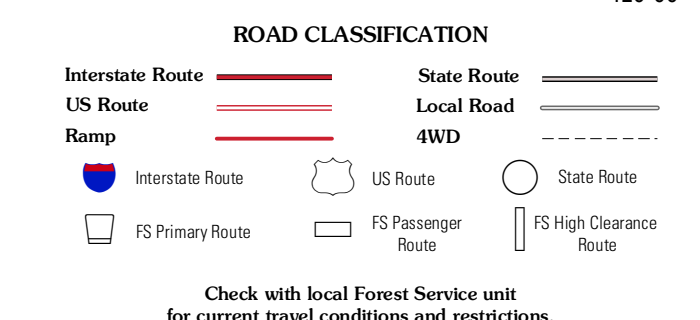 ROAD CLASSIFICATION
Interstate Route
State Route
US Route
Local Road
Ramp
4WD
Interstate Route
US Route
State Route
FS Primary Route
FS Passenger
Route
FS High Clearance
Route
Check with local Forest Service unit
for current travel conditions and restrictions.